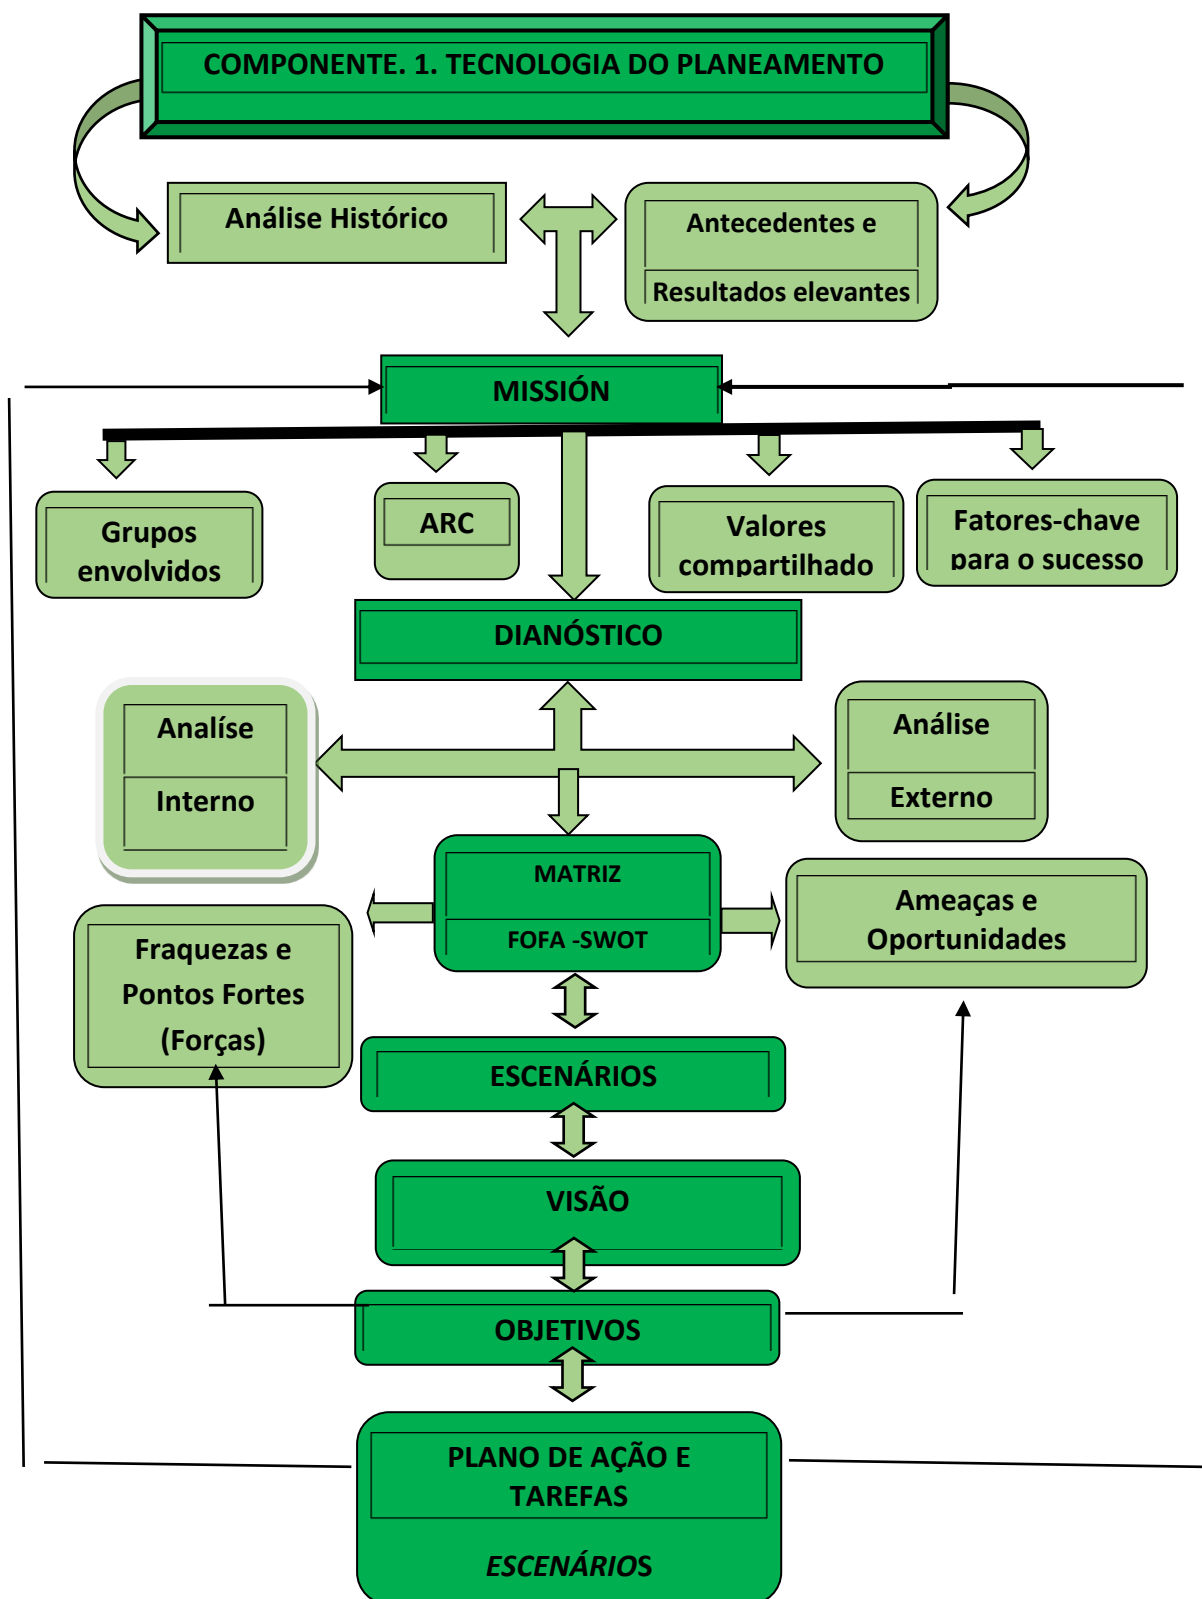 COMPONENTE. 1. TECNOLOGIA DO PLANEAMENTO
Análise Histórico
Antecedentes e
Resultados elevantes
MISSIÓN
Grupos
envolvidos
ARC
Valores
compartilhado
Fatores-chave
para o sucesso
DIANÓSTICO
Analíse
Interno
Análise
Externo
MATRIZ
FOFA -SWOT
Fraquezas e
Pontos Fortes
(Forças)
Ameaças e
Oportunidades
ESCENÁRIOS
VISÃO
OBJETIVOS
PLANO DE AÇÃO E
TAREFAS
ESCENÁRIOS